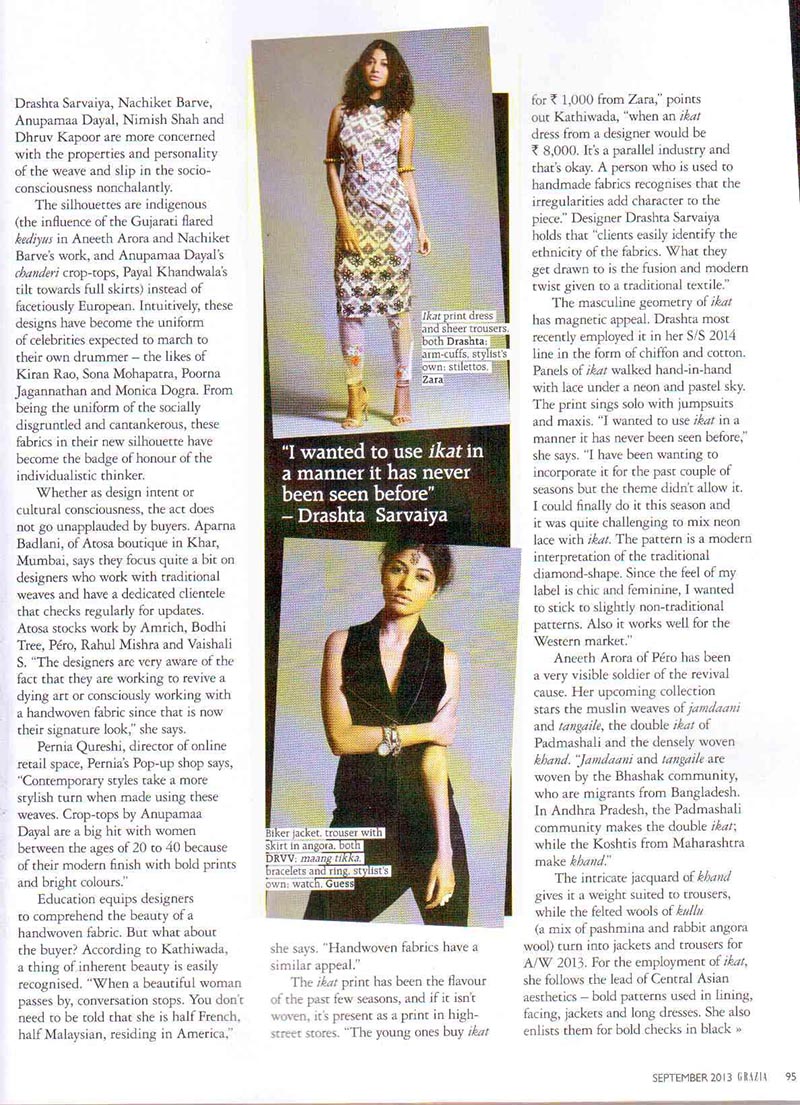 Drashta Sarvaiya, Nachiket Barve,
Anupamaa Dayal, Nimish Shah and
Dhruv Kapoor are more concerned
with the properties and personality
of the weave and slip in the socio-
consciousness nonchalantly.
The silhouettes are indigenous
(the influence of the Gujarati flared
kediyus in Aneeth Arora and Nachiket
Barve's work, and Anupamaa Dayal's
chanderi crop-tops, Payal Khandwala's
tilt towards full skirts) instead of
facetiously European. Intuitively, these
designs have become the uniform
of celebrities expected to march to
their own drummer – the likes of
Kiran Rao, Sona Mohapatra, Poorna
Jagannathan and Monica Dogra. From
being the uniform of the socially
disgruntled and cantankerous, these
fabrics in their new silhouette have
become the badge of honour of the
individualistic thinker.
Whether as design intent or
cultural consciousness, the act does
not go unapplauded by buyers. Aparna
Badlani, of Atosa boutique in Khar,
Mumbai, says they focus quite a bit on
designers who work with traditional
weaves and have a dedicated clientele
that checks regularly for updates.
Atosa stocks work by Amrich, Bodhi
Tree, Péro, Rahul Mishra and Vaishali
S. "The designers are very aware of the
fact that they are working to revive a
dying art or consciously working with
a handwoven fabric since that is now
their signature look," she says.
Pernia Qureshi, director of online
retail space, Pernia's Pop-up shop says,
"Contemporary styles take a more
stylish turn when made using these
weaves. Crop-tops by Anupamaa
Dayal are a big hit with women
between the ages of 20 to 40 because
of their modern finish with bold prints
and bright colours."
Education equips designers
to comprehend the beauty of a
handwoven fabric. But what about
the buyer? According to Kathiwada,
a thing of inherent beauty is easily
recognised. "When a beautiful woman
passes by, conversation stops. You don't
need to be told that she is half French,
half Malaysian, residing in America,"
Ikat print dress
and sheer trousers,
both Drashta;
arm-cuffs, stylist's
own; stilettos,
Zara
"I wanted to use ikat in
a manner it has never
been seen before"
– Drashta Sarvaiya
Biker jacket, trouser with
skirt in angora, both
DRVV; maang tikka,
bracelets and ring, stylist's
own; watch, Guess
she says. "Handwoven fabrics have a
similar appeal."
The ikat print has been the flavour
of the past few seasons, and if it isn't
woven, it's present as a print in high-
street stores. "The young ones buy ikat
for ₹ 1,000 from Zara," points
out Kathiwada, "when an ikat
dress from a designer would be
₹ 8,000. It's a parallel industry and
that's okay. A person who is used to
handmade fabrics recognises that the
irregularities add character to the
piece." Designer Drashta Sarvaiya
holds that "clients easily identify the
ethnicity of the fabrics. What they
get drawn to is the fusion and modern
twist given to a traditional textile."
The masculine geometry of ikat
has magnetic appeal. Drashta most
recently employed it in her S/S 2014
line in the form of chiffon and cotton.
Panels of ikat walked hand-in-hand
with lace under a neon and pastel sky.
The print sings solo with jumpsuits
and maxis. "I wanted to use ikat in a
manner it has never been seen before,"
she says. "I have been wanting to
incorporate it for the past couple of
seasons but the theme didn't allow it.
I could finally do it this season and
it was quite challenging to mix neon
lace with ikat. The pattern is a modern
interpretation of the traditional
diamond-shape. Since the feel of my
label is chic and feminine, I wanted
to stick to slightly non-traditional
patterns. Also it works well for the
Western market."
Aneeth Arora of Péro has been
a very visible soldier of the revival
cause. Her upcoming collection
stars the muslin weaves of jamdaani
and tangaile, the double ikat of
Padmashali and the densely woven
khand. "Jamdaani and tangaile are
woven by the Bhashak community,
who are migrants from Bangladesh.
In Andhra Pradesh, the Padmashali
community makes the double ikat;
while the Koshtis from Maharashtra
make khand."
The intricate jacquard of khand
gives it a weight suited to trousers,
while the felted wools of kullu
(a mix of pashmina and rabbit angora
wool) turn into jackets and trousers for
A/W 2013. For the employment of ikat,
she follows the lead of Central Asian
aesthetics – bold patterns used in lining,
facing, jackets and long dresses. She also
enlists them for bold checks in black »
SEPTEMBER 2013 GRAZIA 95